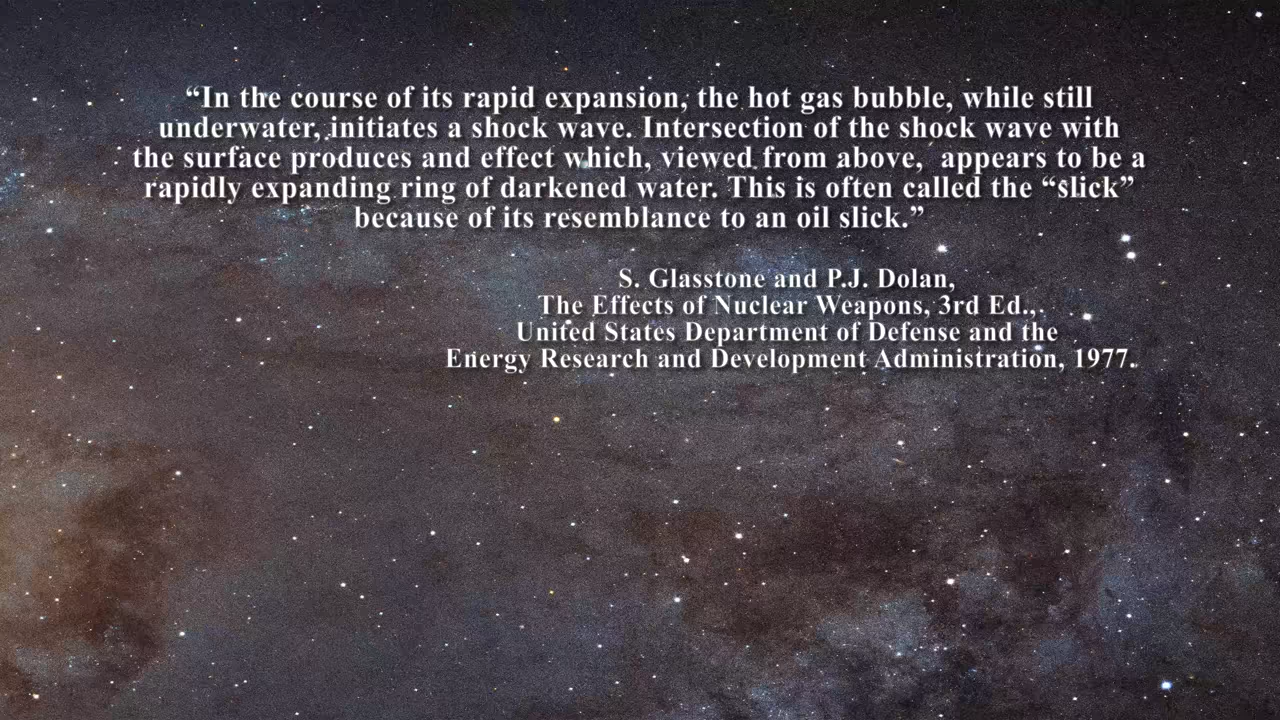 “In the course of its rapid expansion, the hot gas bubble, while still
underwater, initiates a shock wave. Intersection of the shock wave with
the surface produces and effect which, viewed from above,  appears to be a
rapidly expanding ring of darkened water. This is often called the “slick”
because of its resemblance to an oil slick.”
S. Glasstone and P.J. Dolan,
The Effects of Nuclear Weapons, 3rd Ed.,
United States Department of Defense and the
Energy Research and Development Administration, 1977.